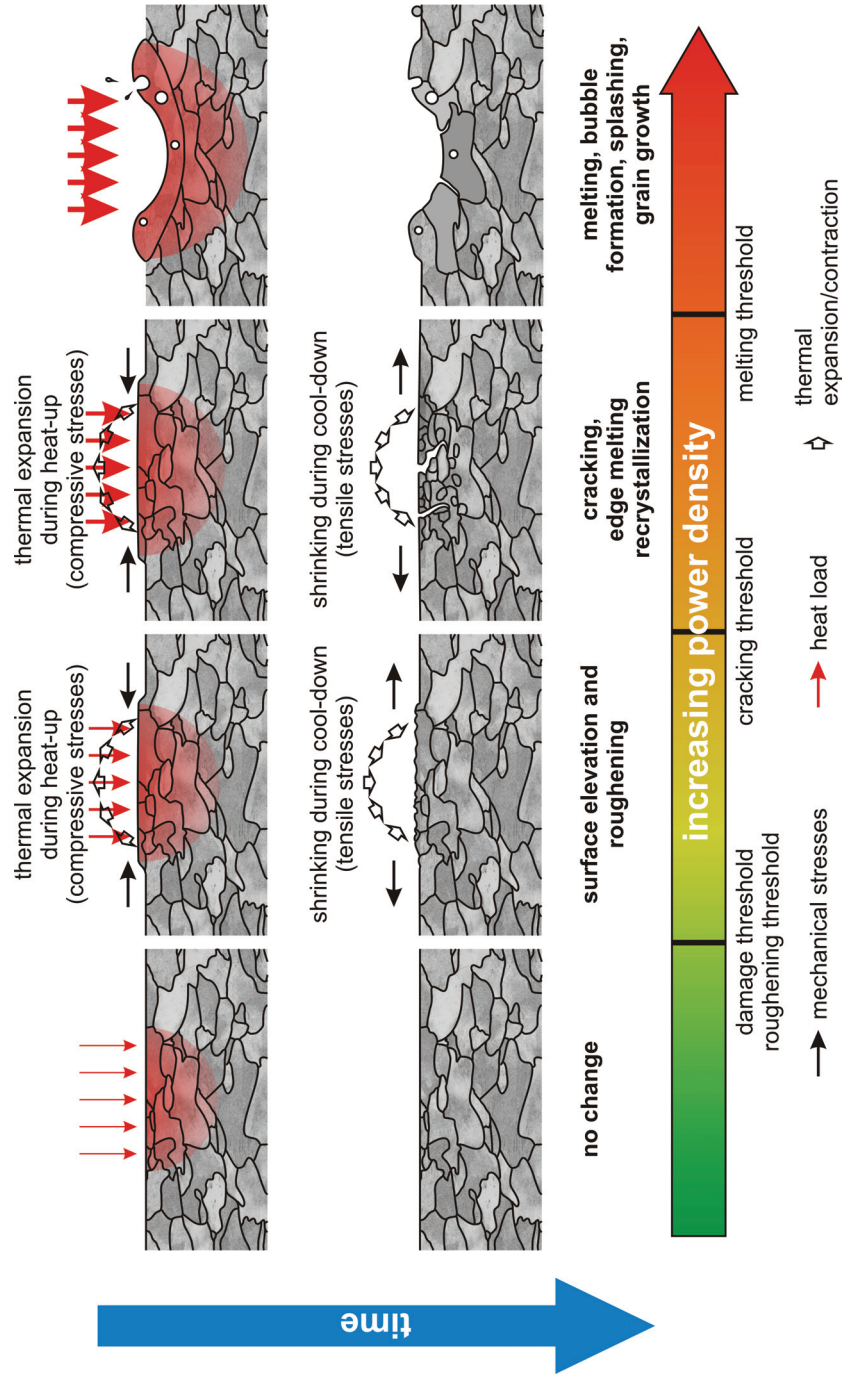 time
thermal expansion
during heat-up
(compressive stresses)
thermal expansion
during heat-up
(compressive stresses)
shrinking during cool-down
(tensile stresses)
shrinking during cool-down
(tensile stresses)
no change
surface elevation and
roughening
cracking,
edge melting
recrystallization
melting, bubble
formation, splashing,
grain growth
increasing power density
damage threshold
roughening threshold
cracking threshold
melting threshold
mechanical stresses
heat load
thermal
expansion/contraction